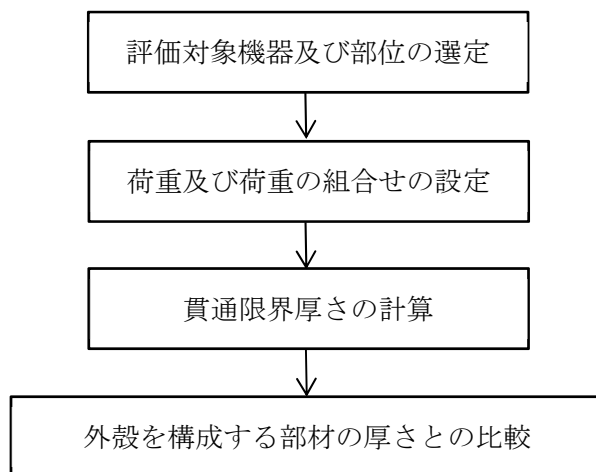 評価対象機器及び部位の選定
荷重及び荷重の組合せの設定
貫通限界厚さの計算
外殻を構成する部材の厚さとの比較